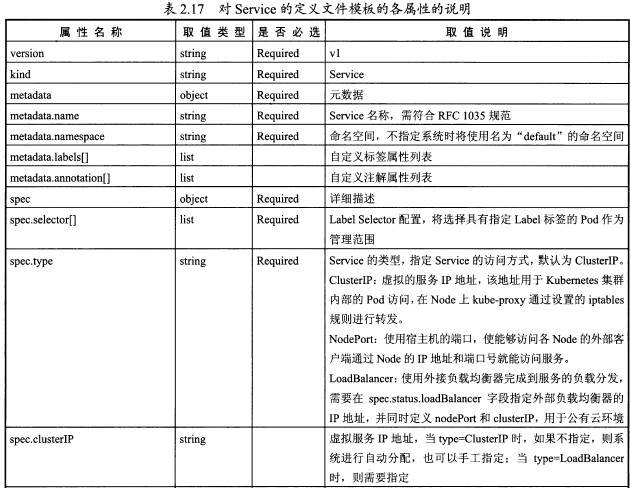 表 2.17 对 Service 的定义文件模板的各属性的说明
属 性 名 称 取 值 类 型 是 否 必 选 取 值 说 明
version string Required v1
kind string Required Service
metadata object Required 元数据
metadata.name string Required Service 名称，需符合 RFC 1035 规范
metadata.namespace string Required 命名空间，不指定系统时将使用名为“default”的命名空间
metadata.labels[] list 自定义标签属性列表
metadata.annotation[] list 自定义注解属性列表
spec object Required 详细描述
spec.selector[] list Required Label Selector 配置，将选择具有指定 Label 标签的 Pod 作为
管理范围
spec.type string Required Service 的类型，指定 Service 的访问方式，默认为 ClusterIP。
ClusterIP：虚拟的服务 IP 地址，该地址用于 Kubernetes 集群
内部的 Pod 访问，在 Node 上 kube-proxy 通过设置的 iptables
规则进行转发。
NodePort：使用宿主机的端口，使能够访问各 Node 的外部客
户端通过 Node 的 IP 地址和端口号就能访问服务。
LoadBalancer：使用外接负载均衡器完成到服务的负载分发，
需要在 spec.status.loadBalancer 字段指定外部负载均衡器的
IP 地址，并同时定义 nodePort 和 clusterIP，用于公有云环境
spec.clusterIP string 虚拟服务 IP 地址，当 type=ClusterIP 时，如果不指定，则系
统进行自动分配，也可以手工指定；当 type=LoadBalancer
时，则需要指定